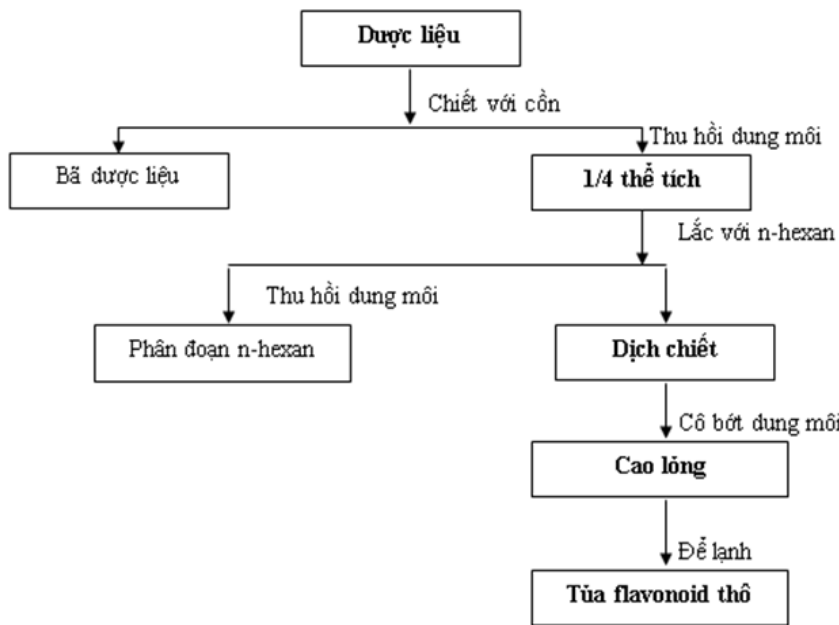 Dược liệu
Chiết với cồn
Thu hồi dung môi
Bã dược liệu
1/4 thể tích
Lắc với n-hexan
Thu hồi dung môi
Phân đoạn n-hexan
Dịch chiết
Cô bớt dung môi
Cao lỏng
Để lạnh
Tủa flavonoid thô